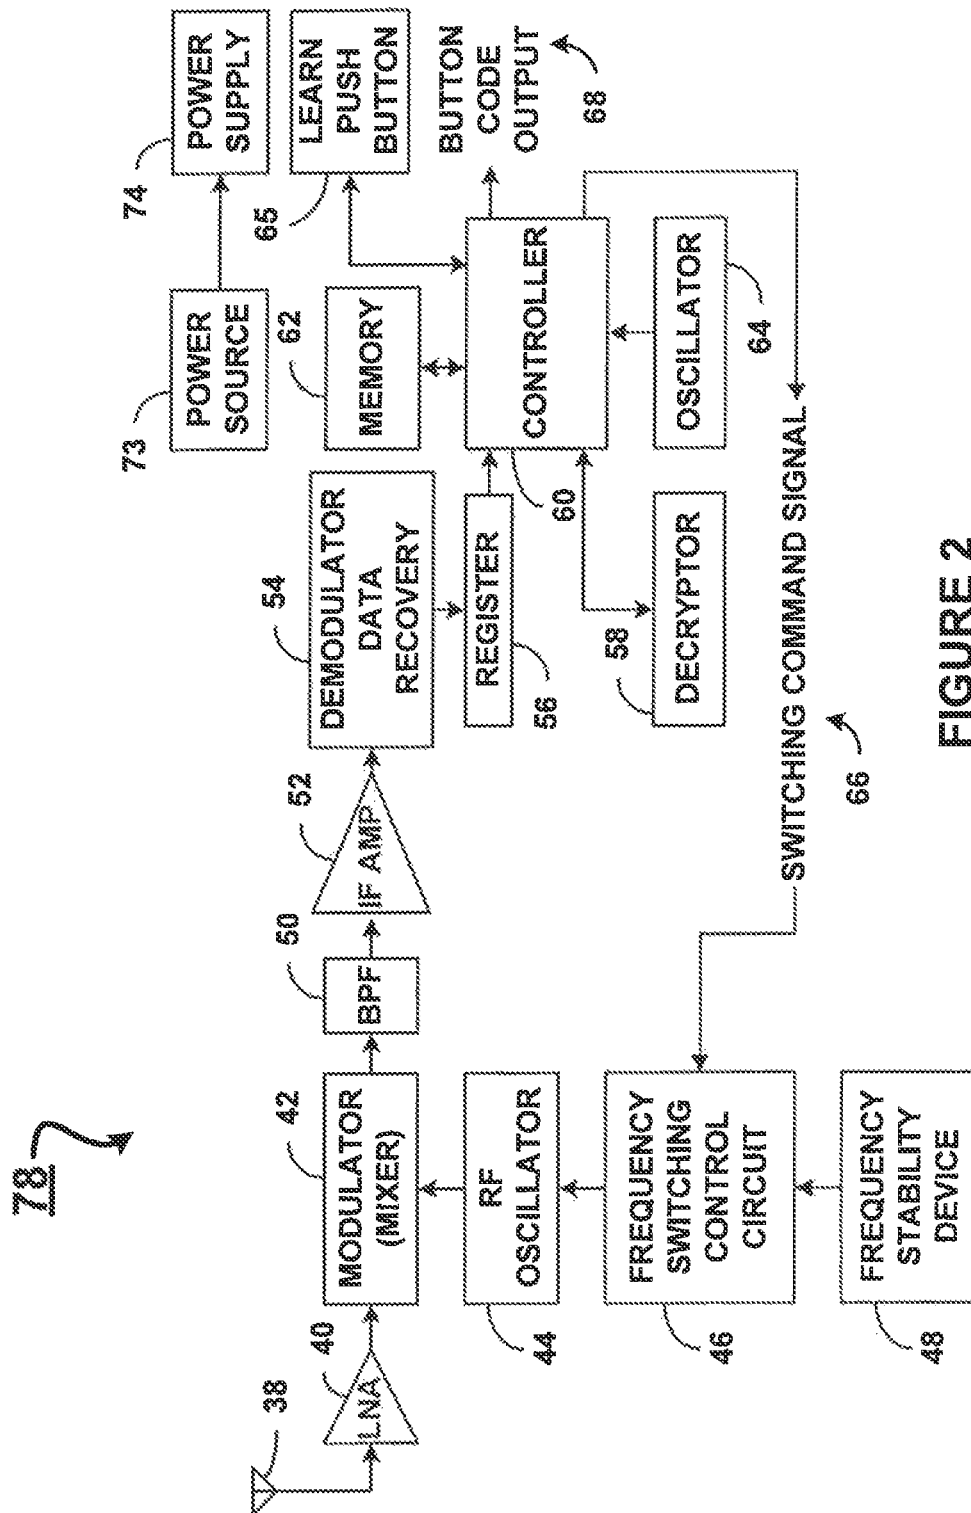 78
38
40
LNA
42
MODULATOR
(MIXER)
50
BPF
52
IF AMP
54
DEMODULATOR
DATA
RECOVERY
73
POWER
SOURCE
74
POWER
SUPPLY
62
MEMORY
65
LEARN
PUSH
BUTTON
44
RF
OSCILLATOR
REGISTER
56
CONTROLLER
60
BUTTON
CODE
OUTPUT
68
46
FREQUENCY
SWITCHING
CONTROL
CIRCUIT
58
DECRYPTOR
OSCILLATOR
64
SWITCHING COMMAND SIGNAL
66
48
FREQUENCY
STABILITY
DEVICE
FIGURE 2